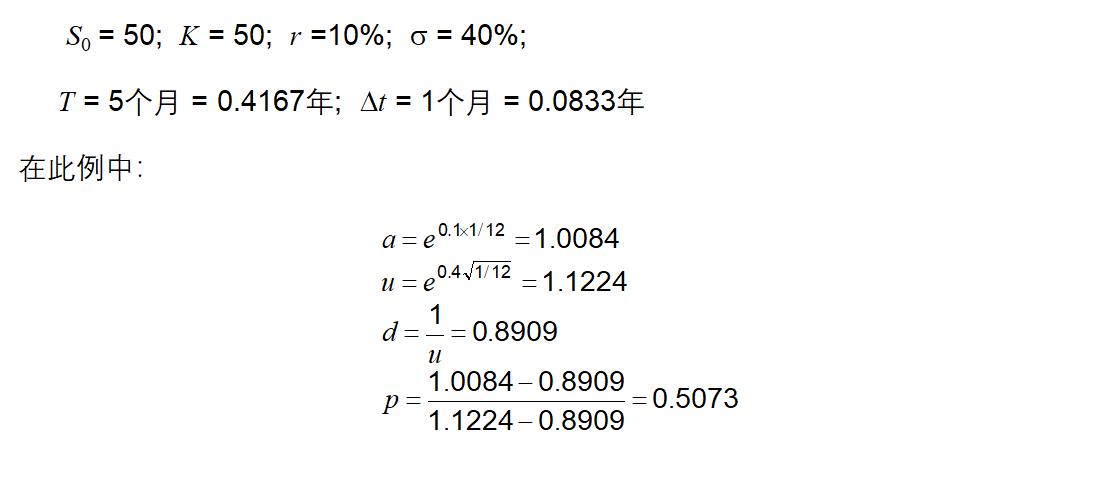 S₀ = 50; K = 50; r =10%; σ = 40%;
T = 5个月 = 0.4167年; Δt = 1个月 = 0.0833年
在此例中:
a = e^{0.1×1/12} = 1.0084
u = e^{0.4√(1/12)} = 1.1224
d = 1/u = 0.8909
p = (1.0084 − 0.8909)/(1.1224 − 0.8909) = 0.5073